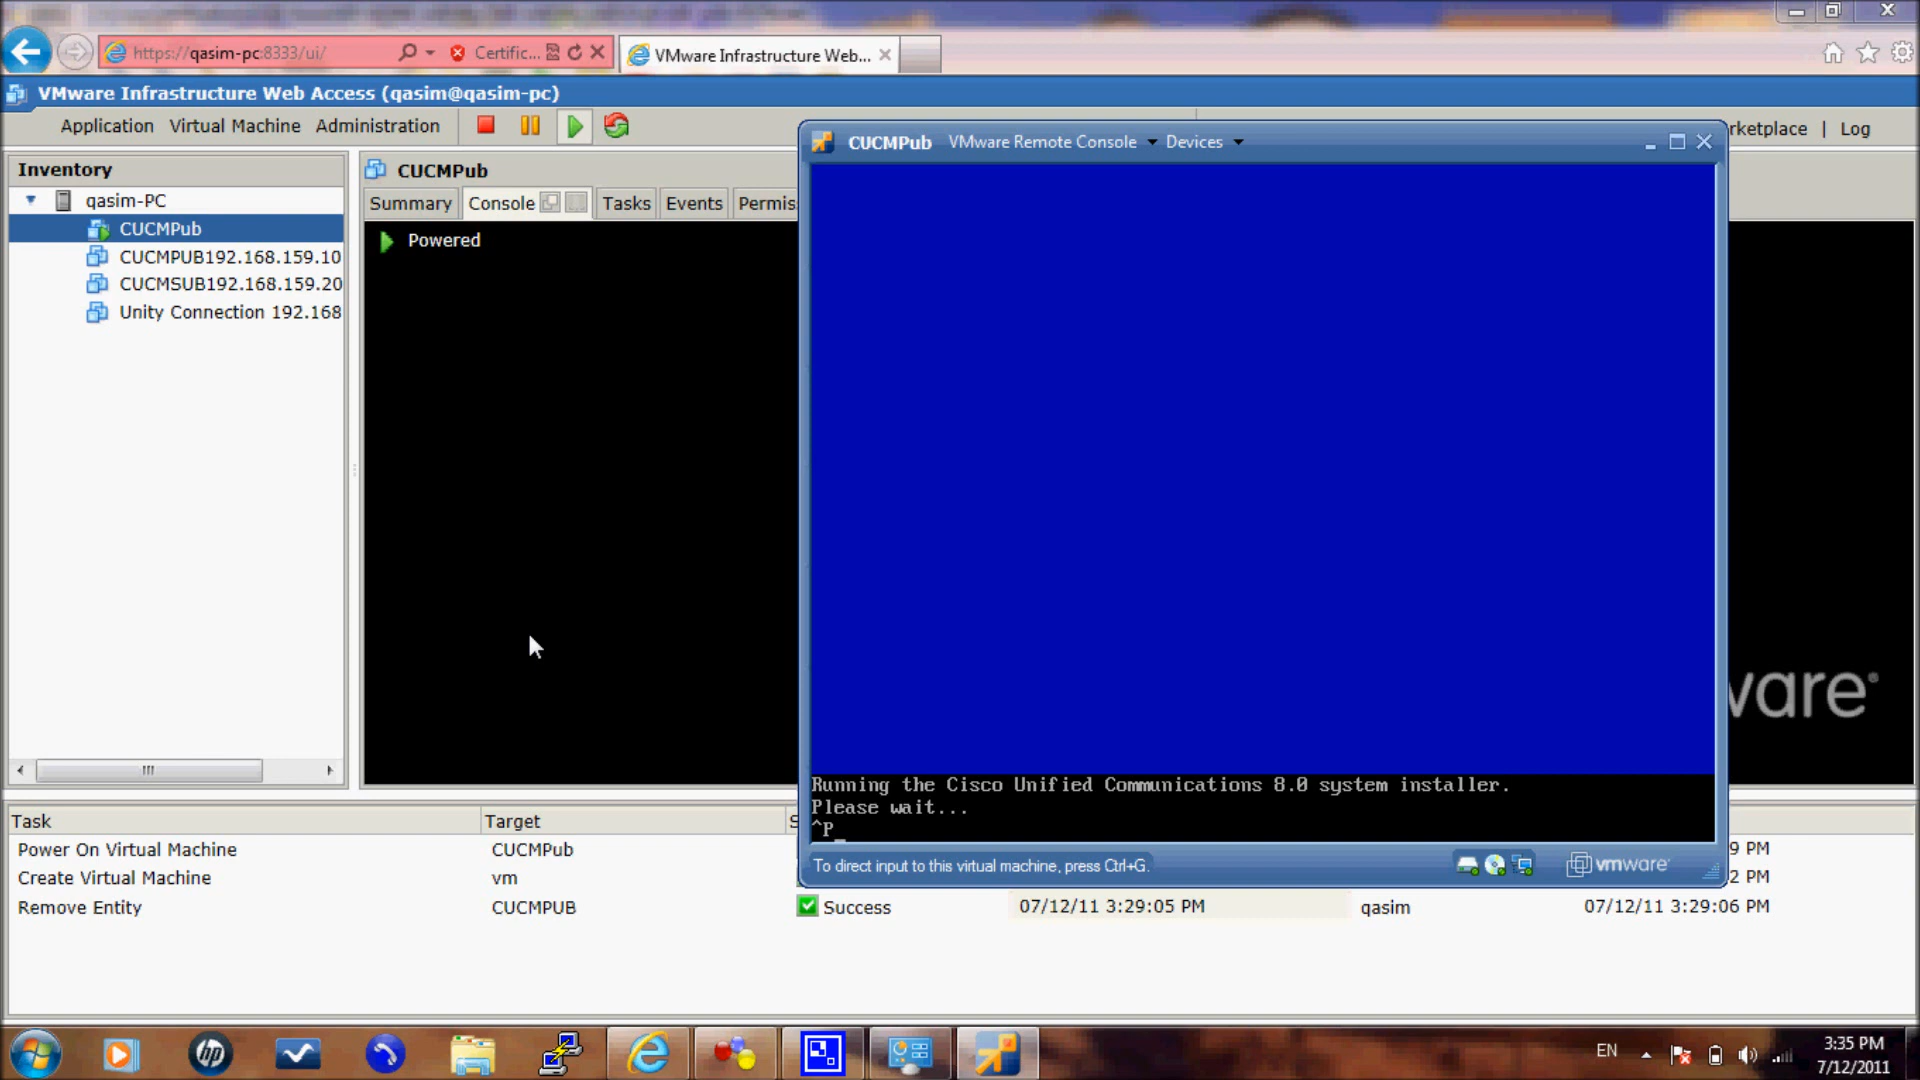 https://qasim-pc:8333/ui/
Certific...
VMware Infrastructure Web...
VMware Infrastructure Web Access (qasim@qasim-pc)
Application Virtual Machine Administration
rketplace | Log
Inventory
qasim-PC
CUCMPub
CUCMPUB192.168.159.10
CUCMSUB192.168.159.20
Unity Connection 192.168
CUCMPub
Summary Console Tasks Events Permis
Powered
CUCMPub VMware Remote Console Devices
Running the Cisco Unified Communications 8.0 system installer.
Please wait...
^P_
To direct input to this virtual machine, press Ctrl+G.
vmware
ware
Task Target S
Power On Virtual Machine CUCMPub 9 PM
Create Virtual Machine vm 2 PM
Remove Entity CUCMPUB Success 07/12/11 3:29:05 PM qasim 07/12/11 3:29:06 PM
hp
EN
3:35 PM
7/12/2011